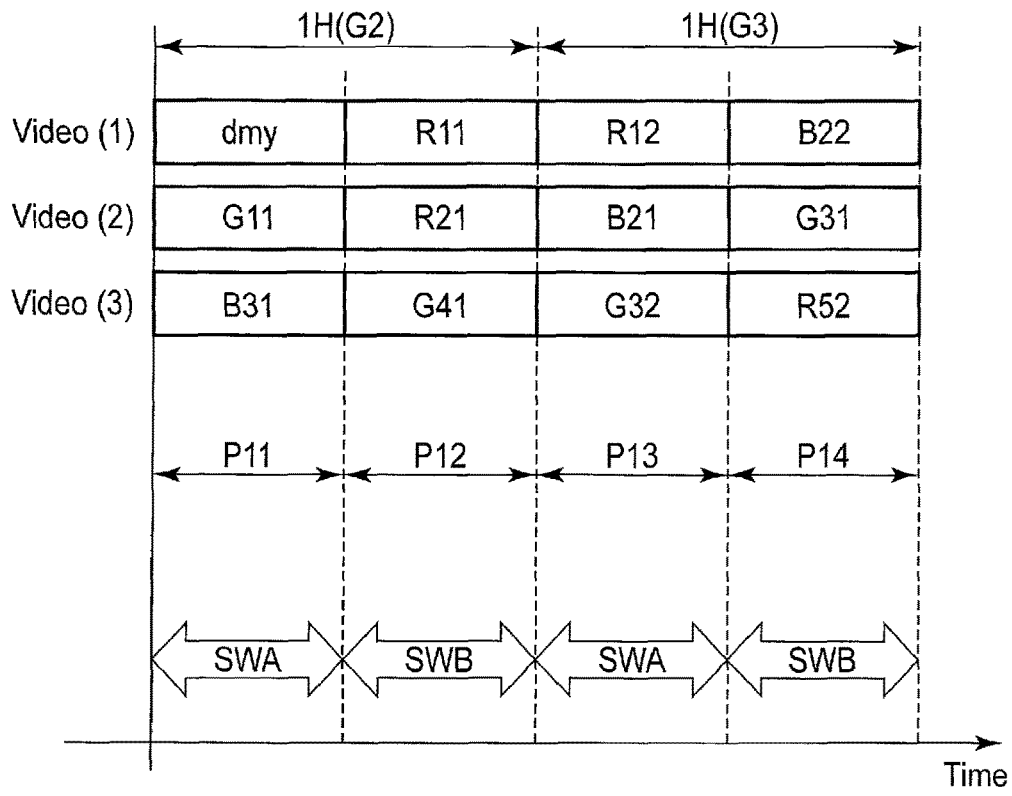 1H(G2) 1H(G3)
Video (1) dmy R11 R12 B22
Video (2) G11 R21 B21 G31
Video (3) B31 G41 G32 R52
P11 P12 P13 P14
SWA SWB SWA SWB
Time